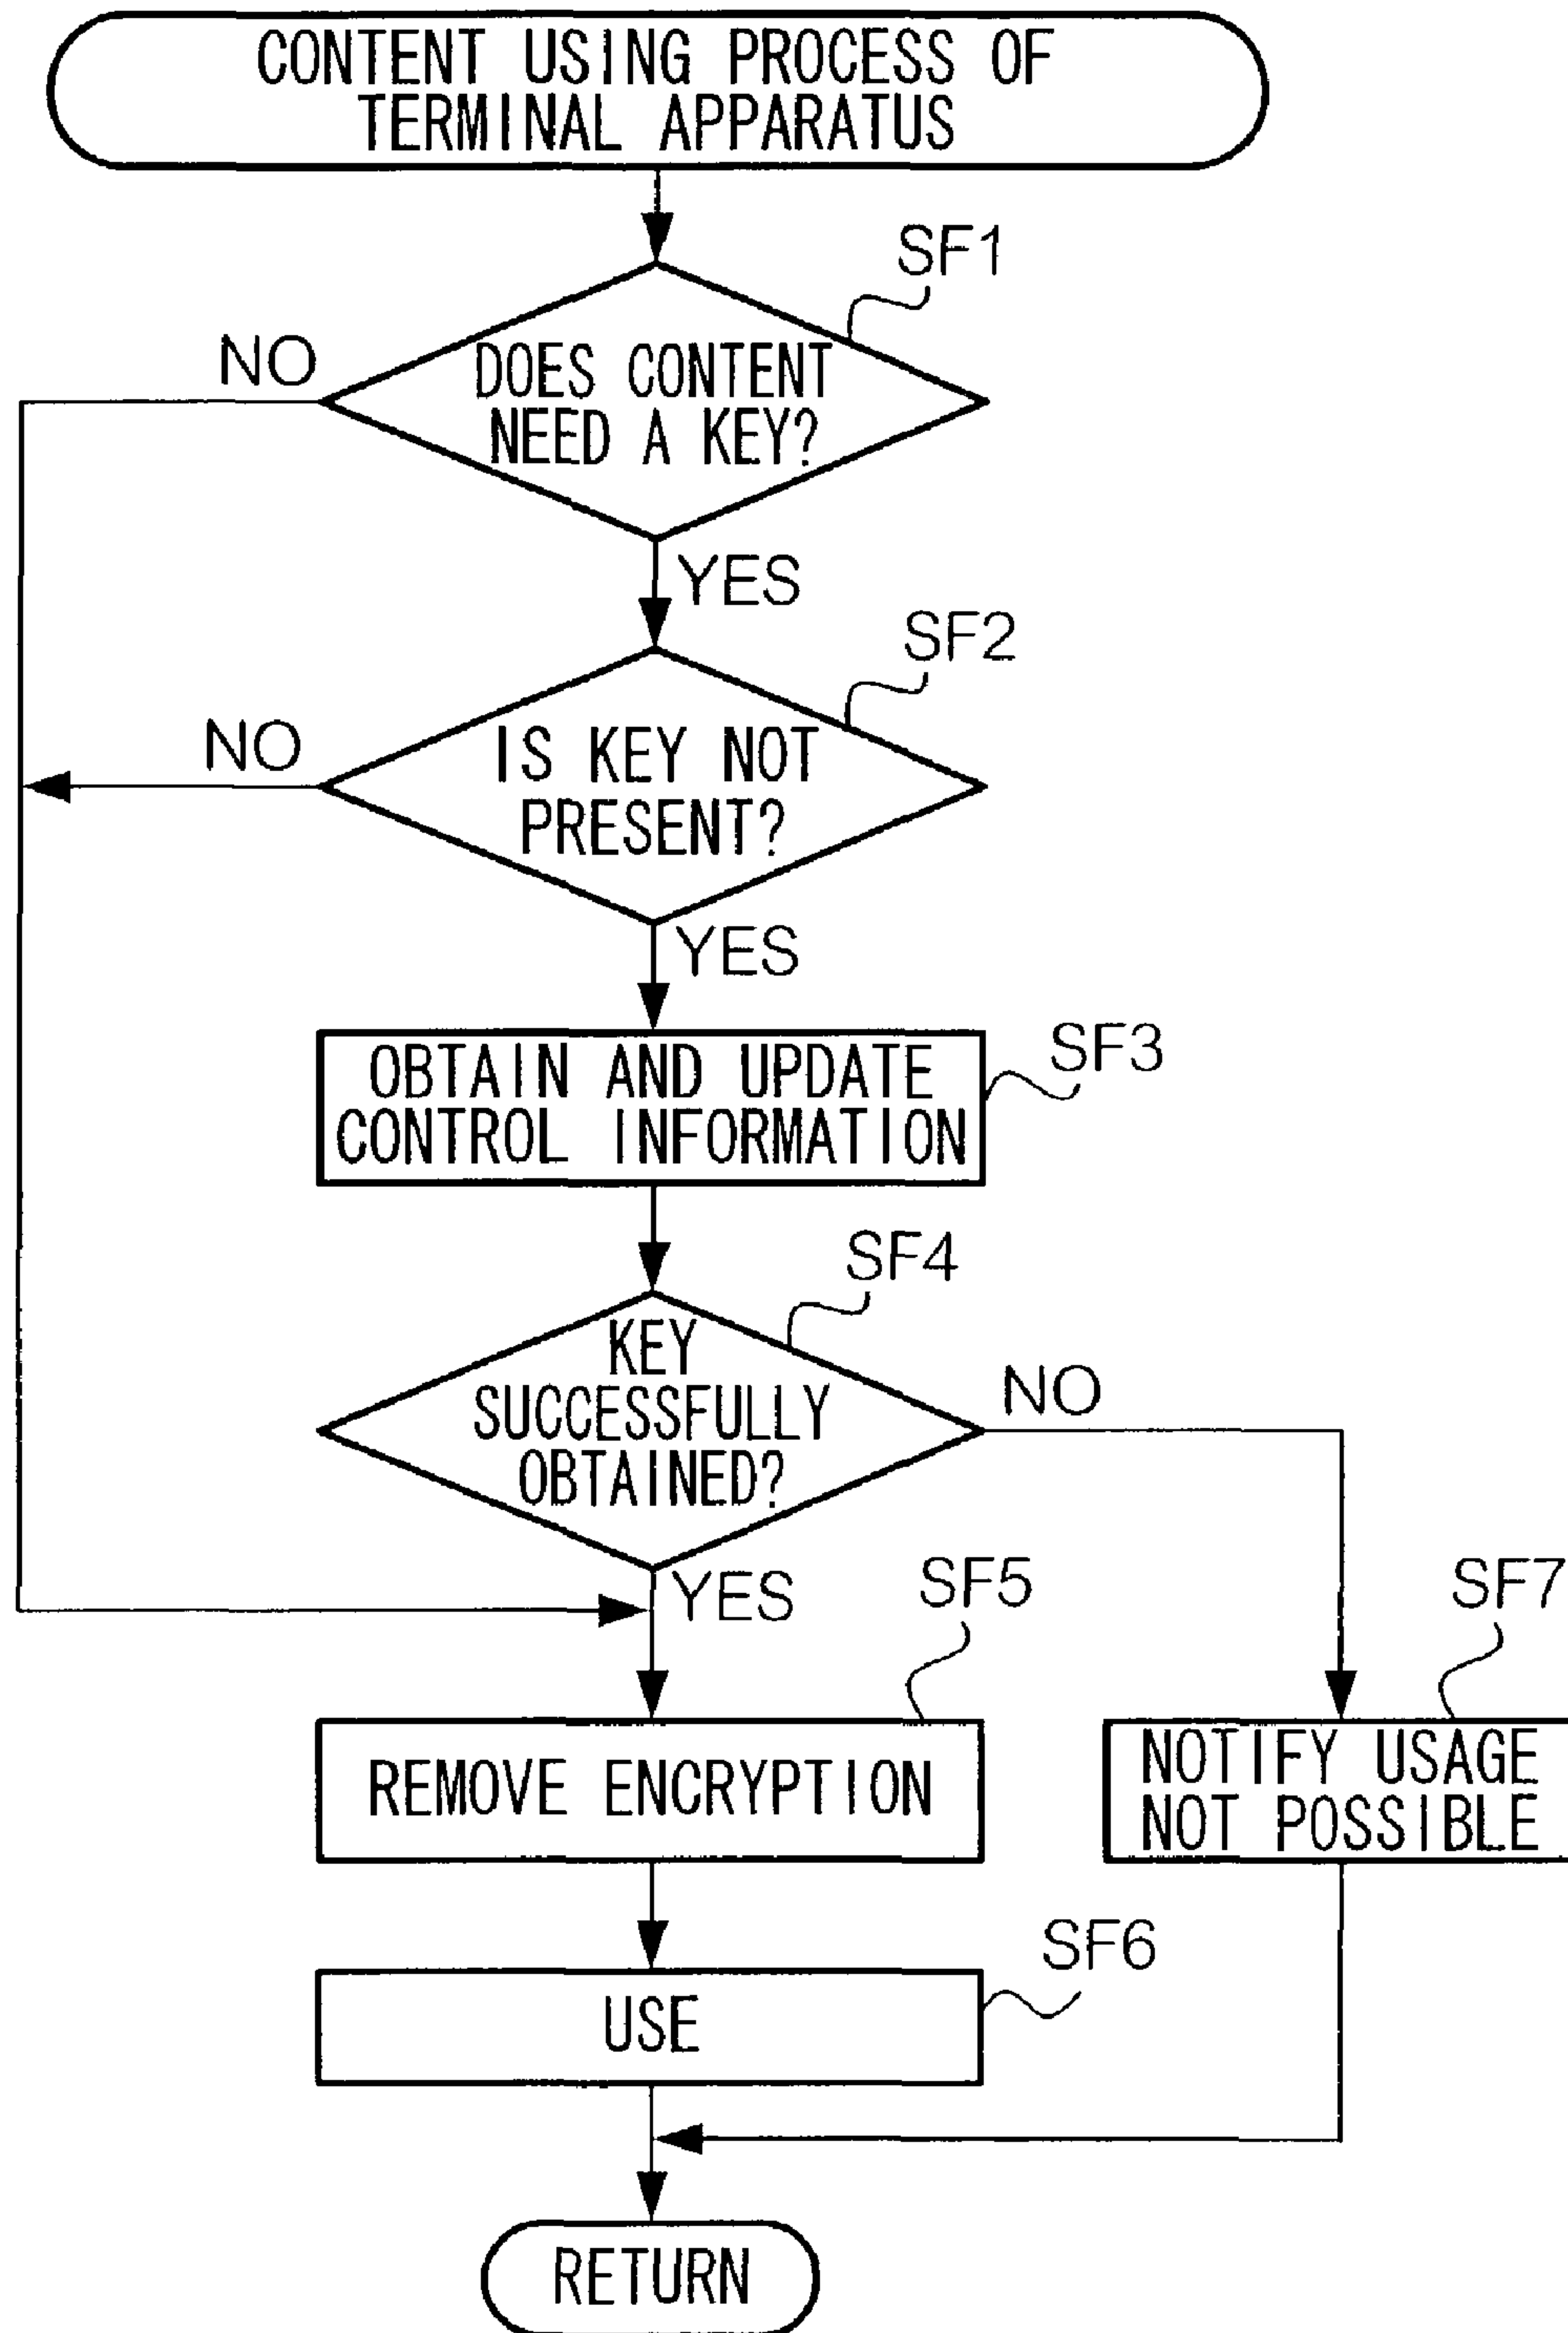 CONTENT USING PROCESS OF
TERMINAL APPARATUS
SF1
NO
DOES CONTENT
NEED A KEY?
YES
SF2
NO
IS KEY NOT
PRESENT?
YES
SF3
OBTAIN AND UPDATE
CONTROL INFORMATION
SF4
KEY
SUCCESSFULLY
OBTAINED?
NO
YES
SF5
SF7
REMOVE ENCRYPTION
NOTIFY USAGE
NOT POSSIBLE
SF6
USE
RETURN